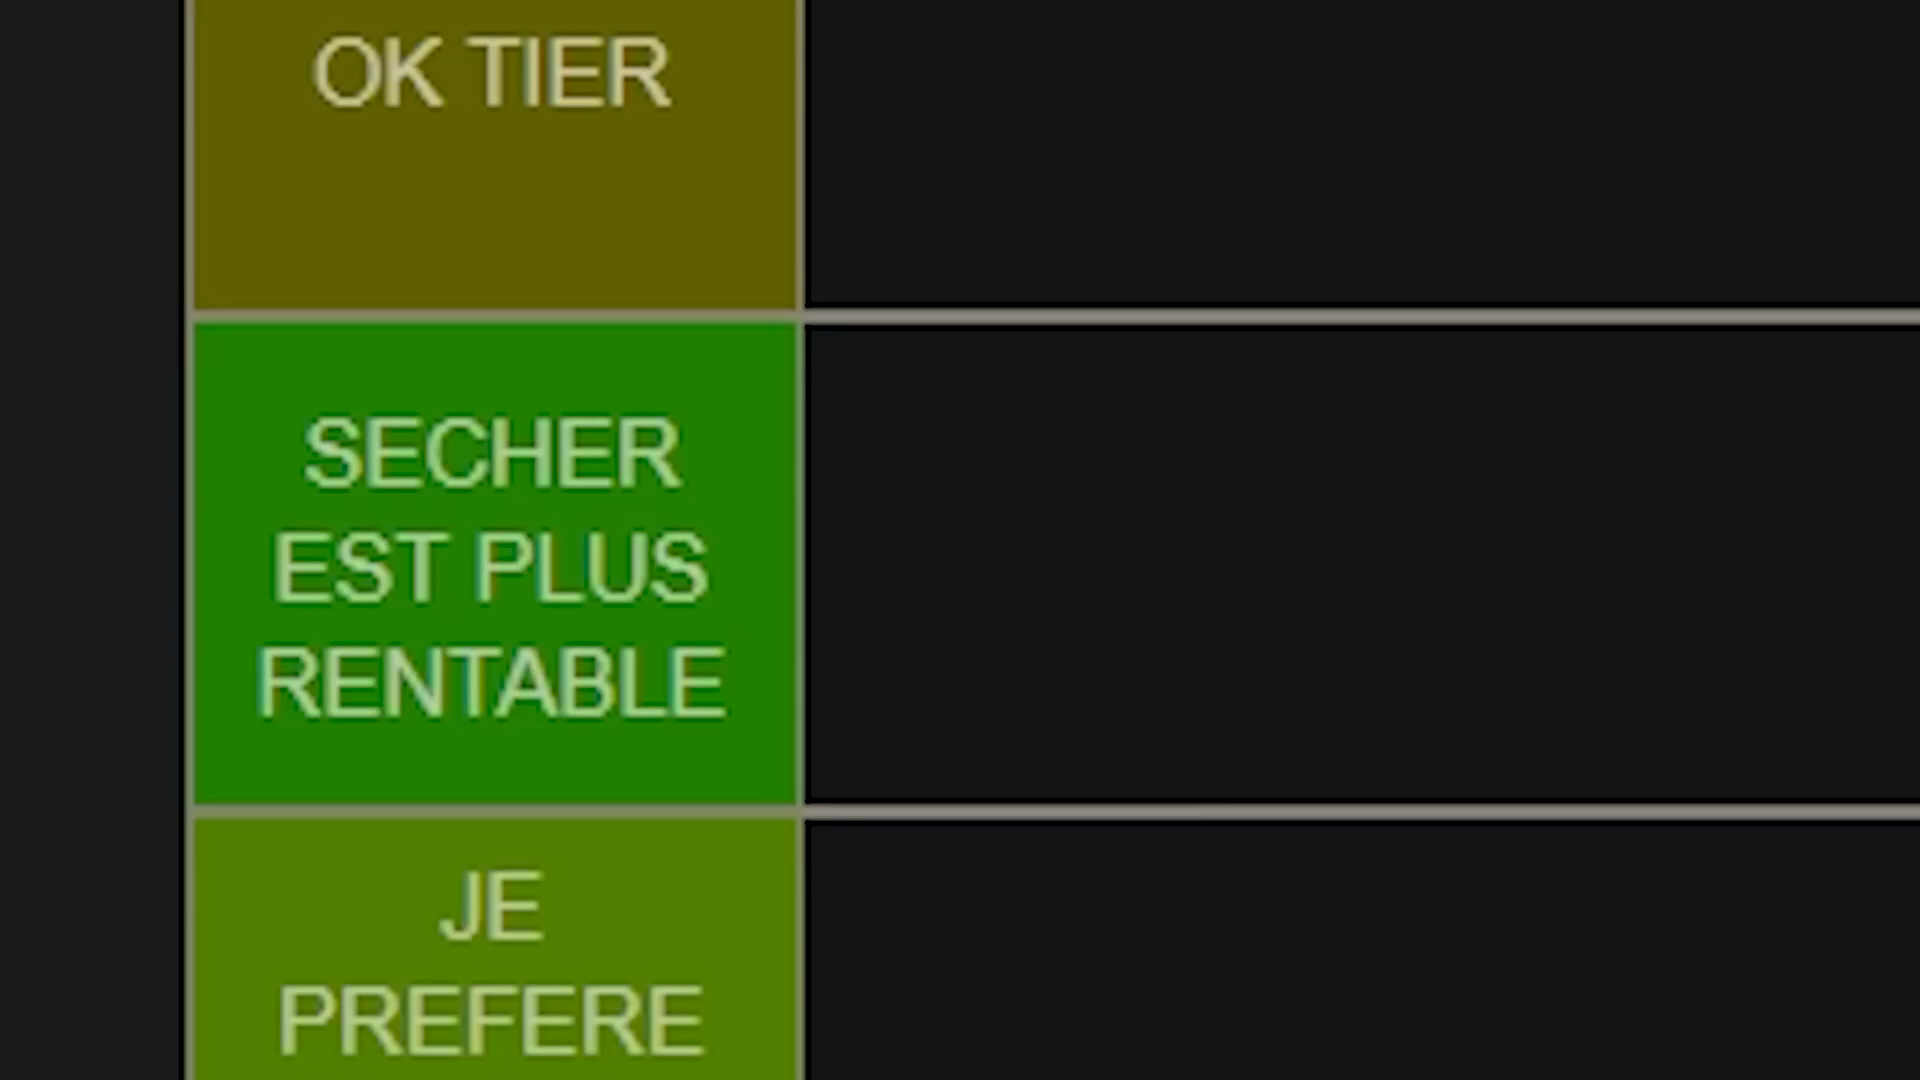 OK TIER
SECHER
EST PLUS
RENTABLE
JE
PREFERE